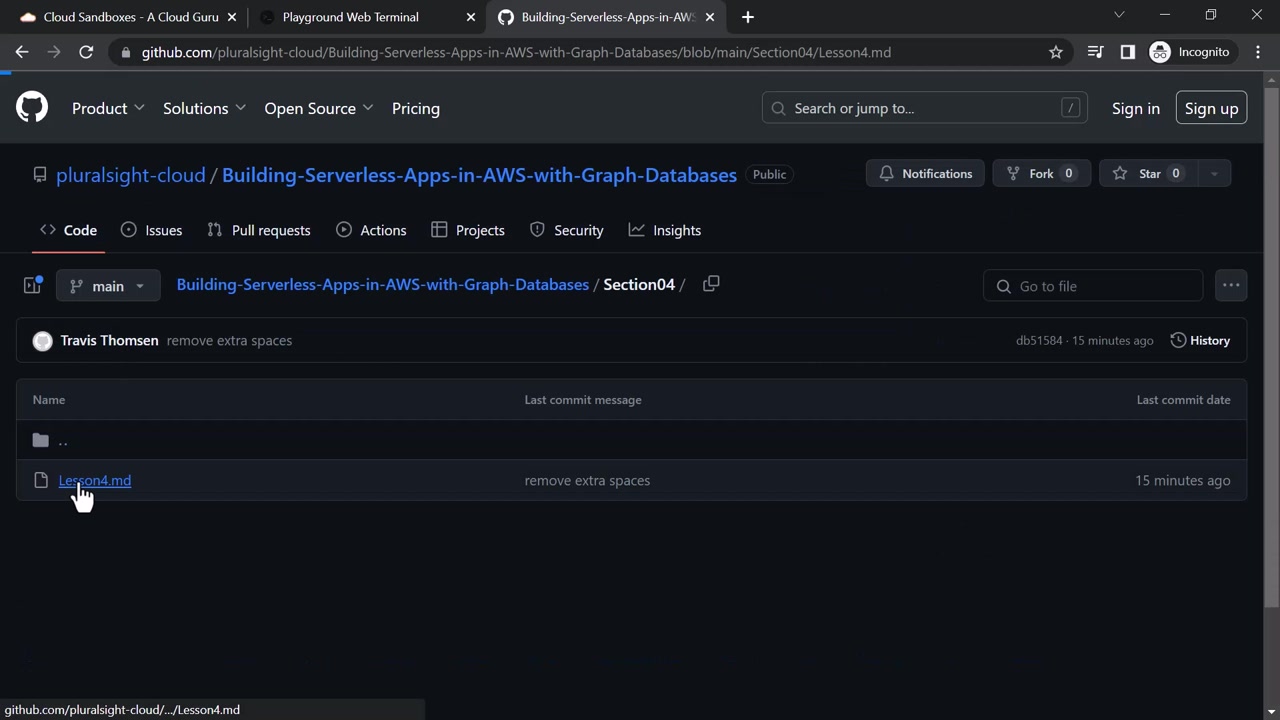 Cloud Sandboxes - A Cloud Guru
Playground Web Terminal
Building-Serverless-Apps-in-AWS
github.com/pluralsight-cloud/Building-Serverless-Apps-in-AWS-with-Graph-Databases/blob/main/Section04/Lesson4.md
Incognito
Product
Solutions
Open Source
Pricing
Search or jump to...
/
Sign in
Sign up
pluralsight-cloud / Building-Serverless-Apps-in-AWS-with-Graph-Databases
Public
Notifications
Fork 0
Star 0
Code
Issues
Pull requests
Actions
Projects
Security
Insights
main
Building-Serverless-Apps-in-AWS-with-Graph-Databases / Section04 /
Go to file
Travis Thomsen remove extra spaces
db51584 · 15 minutes ago
History
Name
Last commit message
Last commit date
..
Lesson4.md
remove extra spaces
15 minutes ago
github.com/pluralsight-cloud/.../Lesson4.md